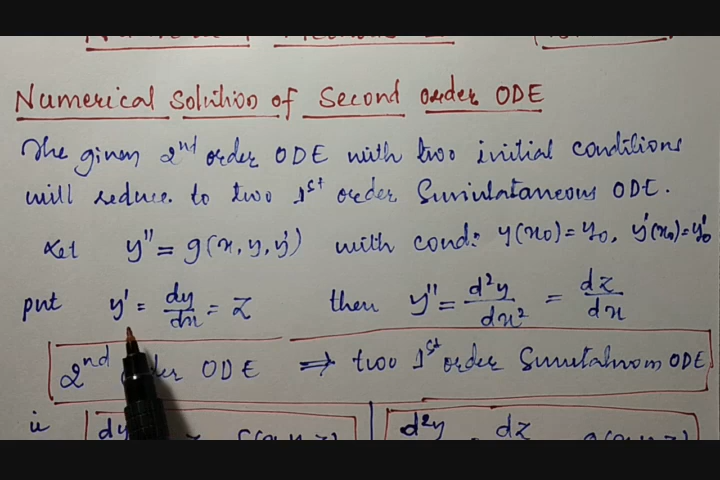 Numerical Solution of Second order ODE
The given 2nd order ODE with two initial conditions
will reduce to two 1st order Simultaneous ODE.
Let y'' = g(x, y, y') with cond: y(x₀) = y₀, y'(x₀) = y'₀
put y' = dy/dx = Z then y'' = d²y/dx² = dz/dx
2nd order ODE ⇒ two 1st order Simultaneous ODE
ie